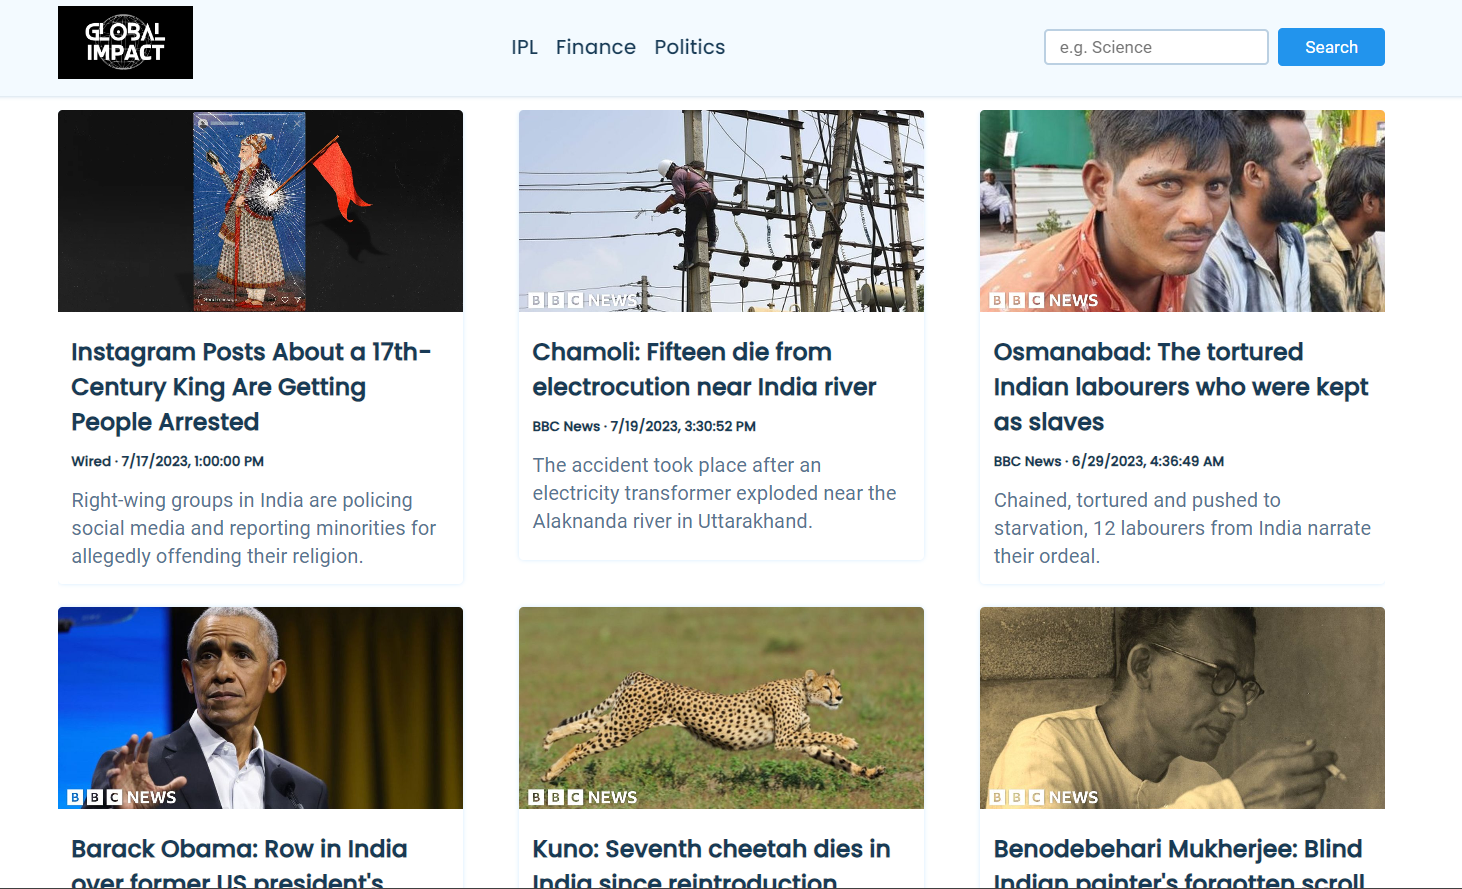 GLOBAL
IMPACT
IPL Finance Politics
e.g. Science
Search
BBC NEWS
BBC NEWS
Instagram Posts About a 17th-
Century King Are Getting
People Arrested
Wired · 7/17/2023, 1:00:00 PM
Right-wing groups in India are policing
social media and reporting minorities for
allegedly offending their religion.
Chamoli: Fifteen die from
electrocution near India river
BBC News · 7/19/2023, 3:30:52 PM
The accident took place after an
electricity transformer exploded near the
Alaknanda river in Uttarakhand.
Osmanabad: The tortured
Indian labourers who were kept
as slaves
BBC News · 6/29/2023, 4:36:49 AM
Chained, tortured and pushed to
starvation, 12 labourers from India narrate
their ordeal.
BBC NEWS
BBC NEWS
BBC NEWS
Barack Obama: Row in India
over former US president's
Kuno: Seventh cheetah dies in
India since reintroduction
Benodebehari Mukherjee: Blind
Indian painter's forgotten scroll